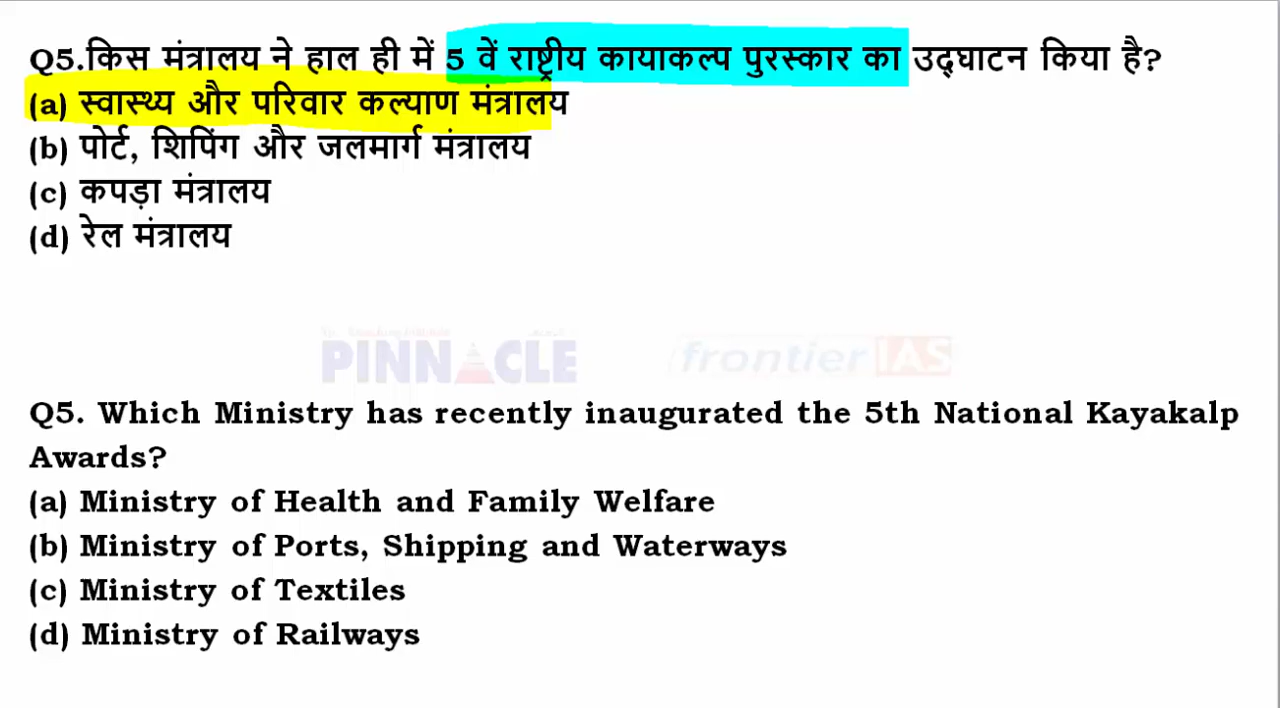 Q5.किस मंत्रालय ने हाल ही में 5 वें राष्ट्रीय कायाकल्प पुरस्कार का उद्घाटन किया है?
(a) स्वास्थ्य और परिवार कल्याण मंत्रालय
(b) पोर्ट, शिपिंग और जलमार्ग मंत्रालय
(c) कपड़ा मंत्रालय
(d) रेल मंत्रालय
PINNACLE frontier IAS
Q5. Which Ministry has recently inaugurated the 5th National Kayakalp
Awards?
(a) Ministry of Health and Family Welfare
(b) Ministry of Ports, Shipping and Waterways
(c) Ministry of Textiles
(d) Ministry of Railways